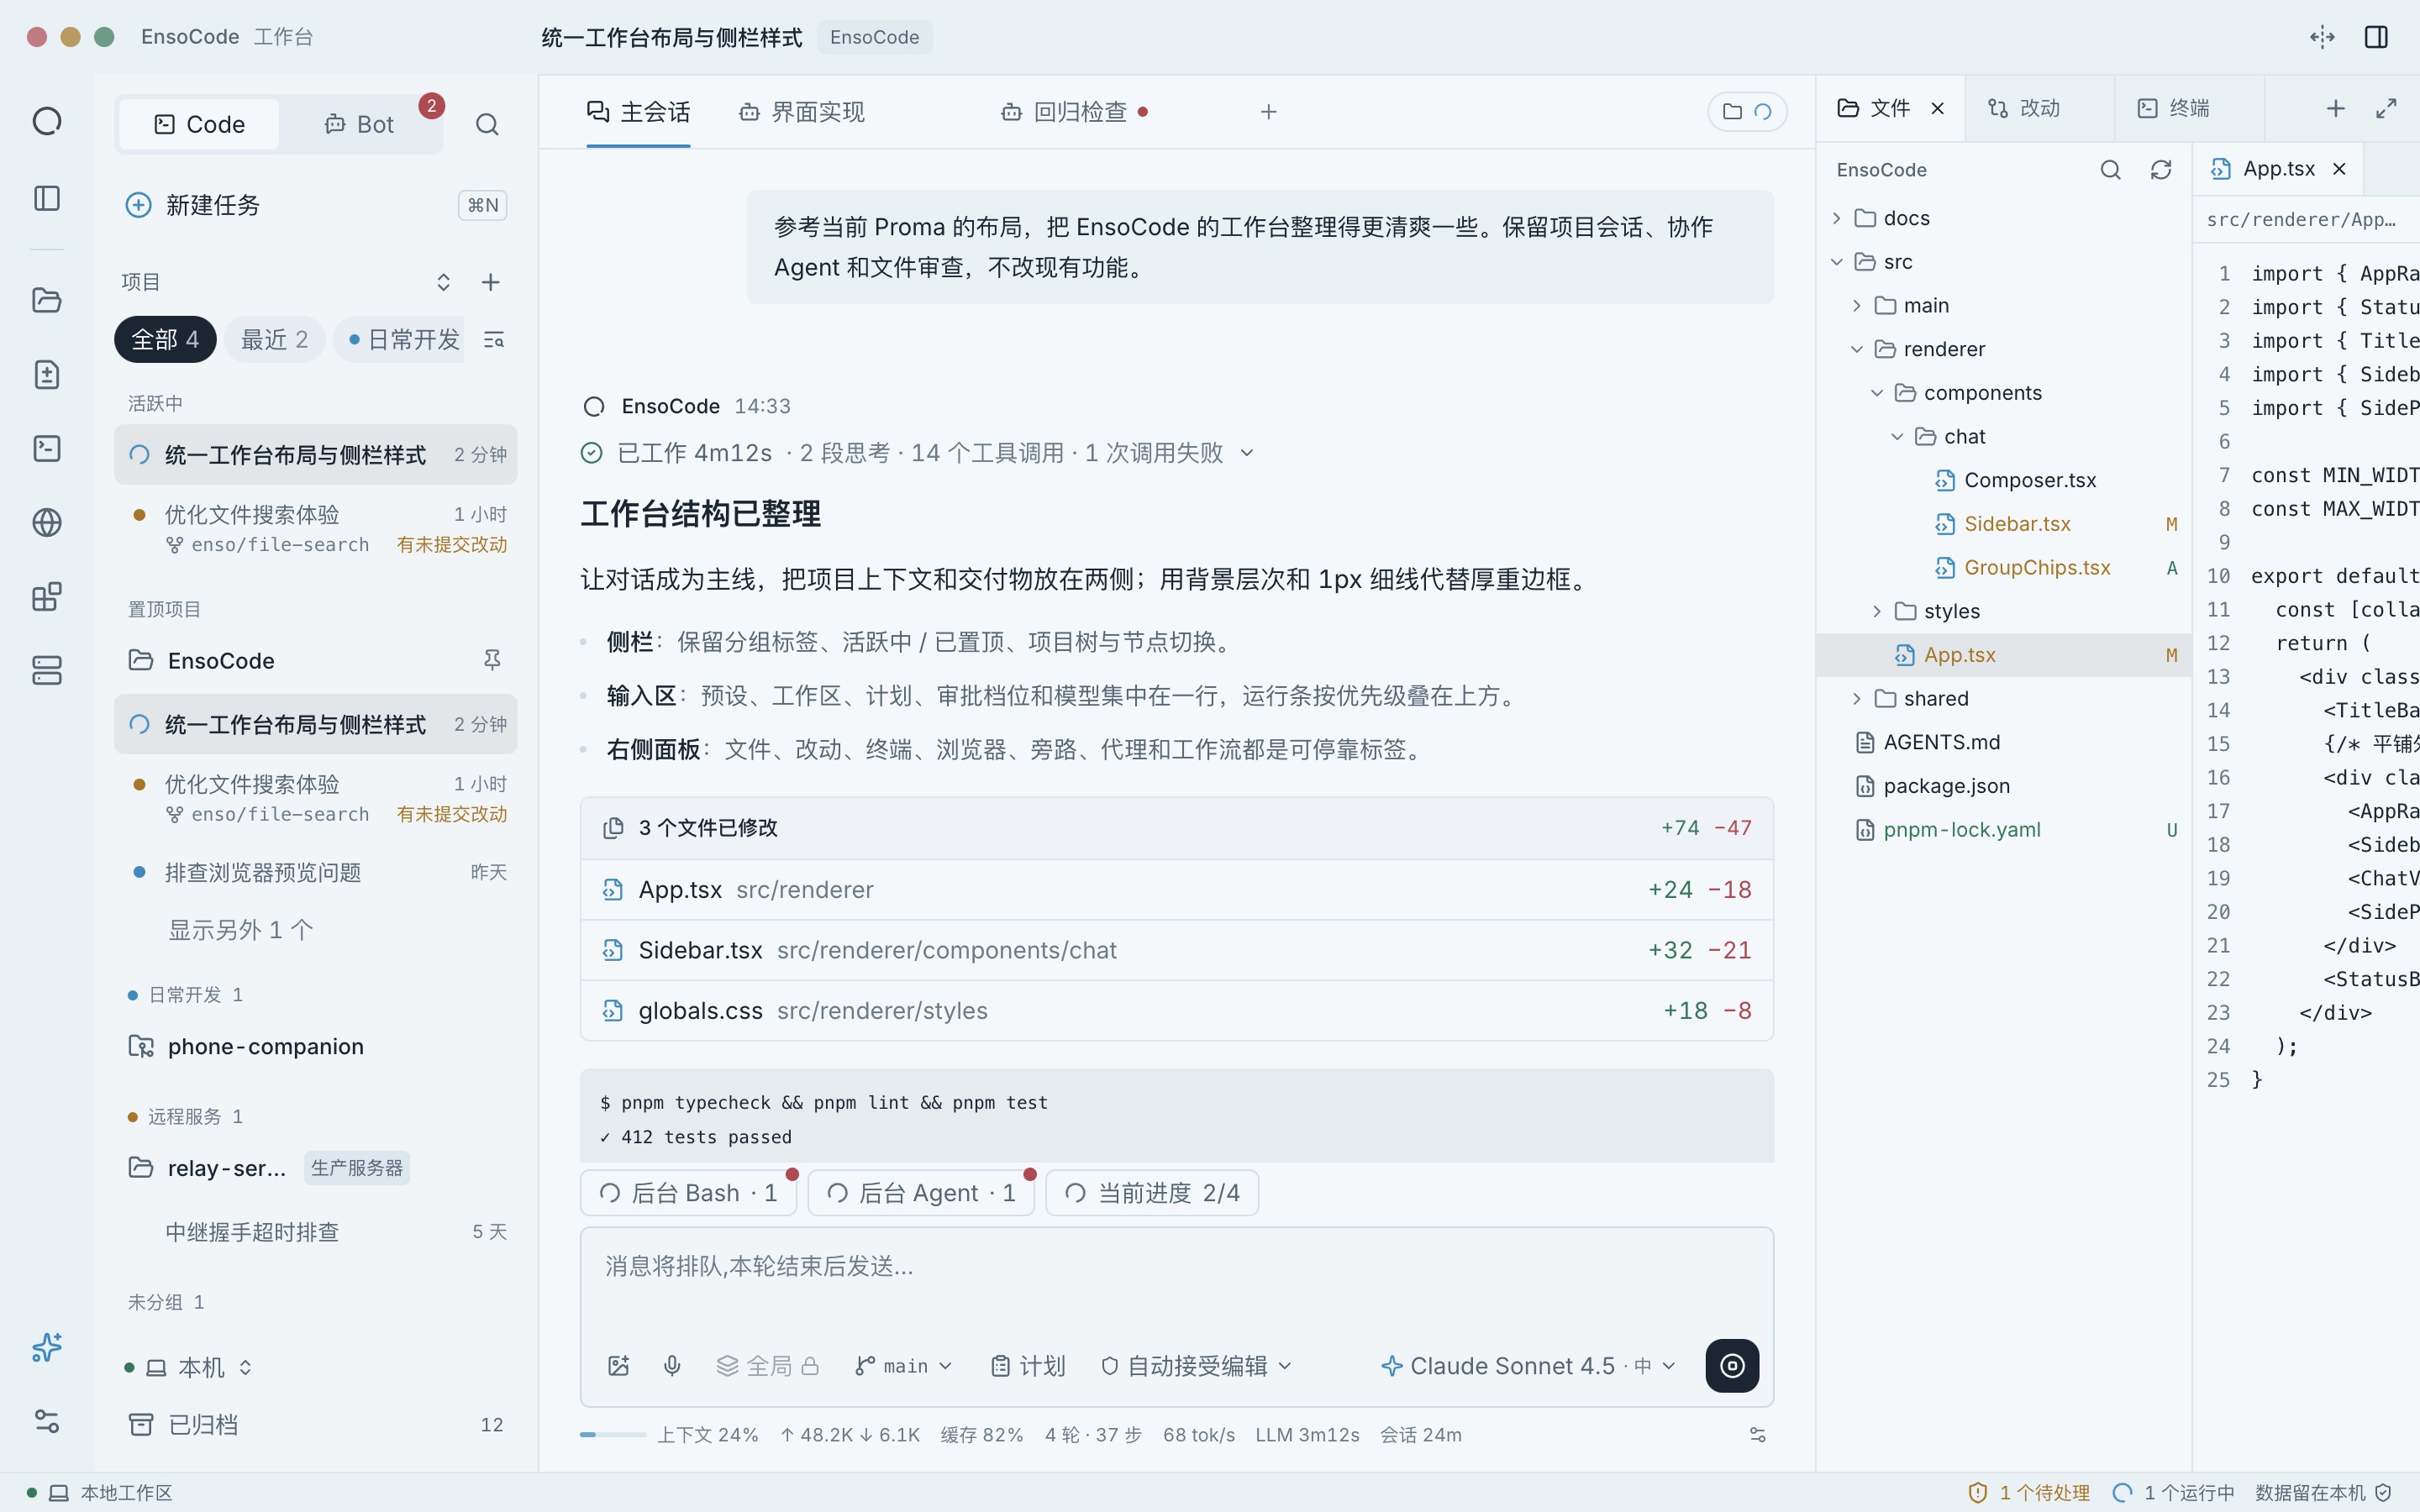 EnsoCode 工作台
统一工作台布局与侧栏样式 EnsoCode
Code Bot 2
新建任务 ⌘N
项目
全部 4 最近 2 日常开发
活跃中
统一工作台布局与侧栏样式 2 分钟
优化文件搜索体验 1 小时
enso/file-search 有未提交改动
置顶项目
EnsoCode
统一工作台布局与侧栏样式 2 分钟
优化文件搜索体验 1 小时
enso/file-search 有未提交改动
排查浏览器预览问题 昨天
显示另外 1 个
日常开发 1
phone-companion
远程服务 1
relay-ser... 生产服务器
中继握手超时排查 5 天
未分组 1
本机
已归档 12
主会话 界面实现 回归检查
参考当前 Proma 的布局，把 EnsoCode 的工作台整理得更清爽一些。保留项目会话、协作
Agent 和文件审查，不改现有功能。
EnsoCode 14:33
已工作 4m12s · 2 段思考 · 14 个工具调用 · 1 次调用失败
工作台结构已整理
让对话成为主线，把项目上下文和交付物放在两侧；用背景层次和 1px 细线代替厚重边框。
侧栏：保留分组标签、活跃中 / 已置顶、项目树与节点切换。
输入区：预设、工作区、计划、审批档位和模型集中在一行，运行条按优先级叠在上方。
右侧面板：文件、改动、终端、浏览器、旁路、代理和工作流都是可停靠标签。
3 个文件已修改 +74 −47
App.tsx src/renderer +24 −18
Sidebar.tsx src/renderer/components/chat +32 −21
globals.css src/renderer/styles +18 −8
$ pnpm typecheck && pnpm lint && pnpm test
✓ 412 tests passed
后台 Bash · 1 后台 Agent · 1 当前进度 2/4
消息将排队,本轮结束后发送...
全局 main 计划 自动接受编辑 Claude Sonnet 4.5 · 中
上下文 24% ↑ 48.2K ↓ 6.1K 缓存 82% 4 轮 · 37 步 68 tok/s LLM 3m12s 会话 24m
文件 改动 终端
EnsoCode
docs
src
main
renderer
components
chat
Composer.tsx
Sidebar.tsx M
GroupChips.tsx A
styles
App.tsx M
shared
AGENTS.md
package.json
pnpm-lock.yaml U
App.tsx
src/renderer/App…
1 import { AppRa
2 import { Statu
3 import { Title
4 import { Sideb
5 import { SideP
6
7 const MIN_WIDT
8 const MAX_WIDT
9
10 export default
11 const [colla
12 return (
13 <div class
14 <TitleBa
15 {/* 平铺
16 <div cla
17 <AppRa
18 <Sideb
19 <ChatV
20 <SideP
21 </div>
22 <StatusB
23 </div>
24 );
25 }
本地工作区
1 个待处理 1 个运行中 数据留在本机